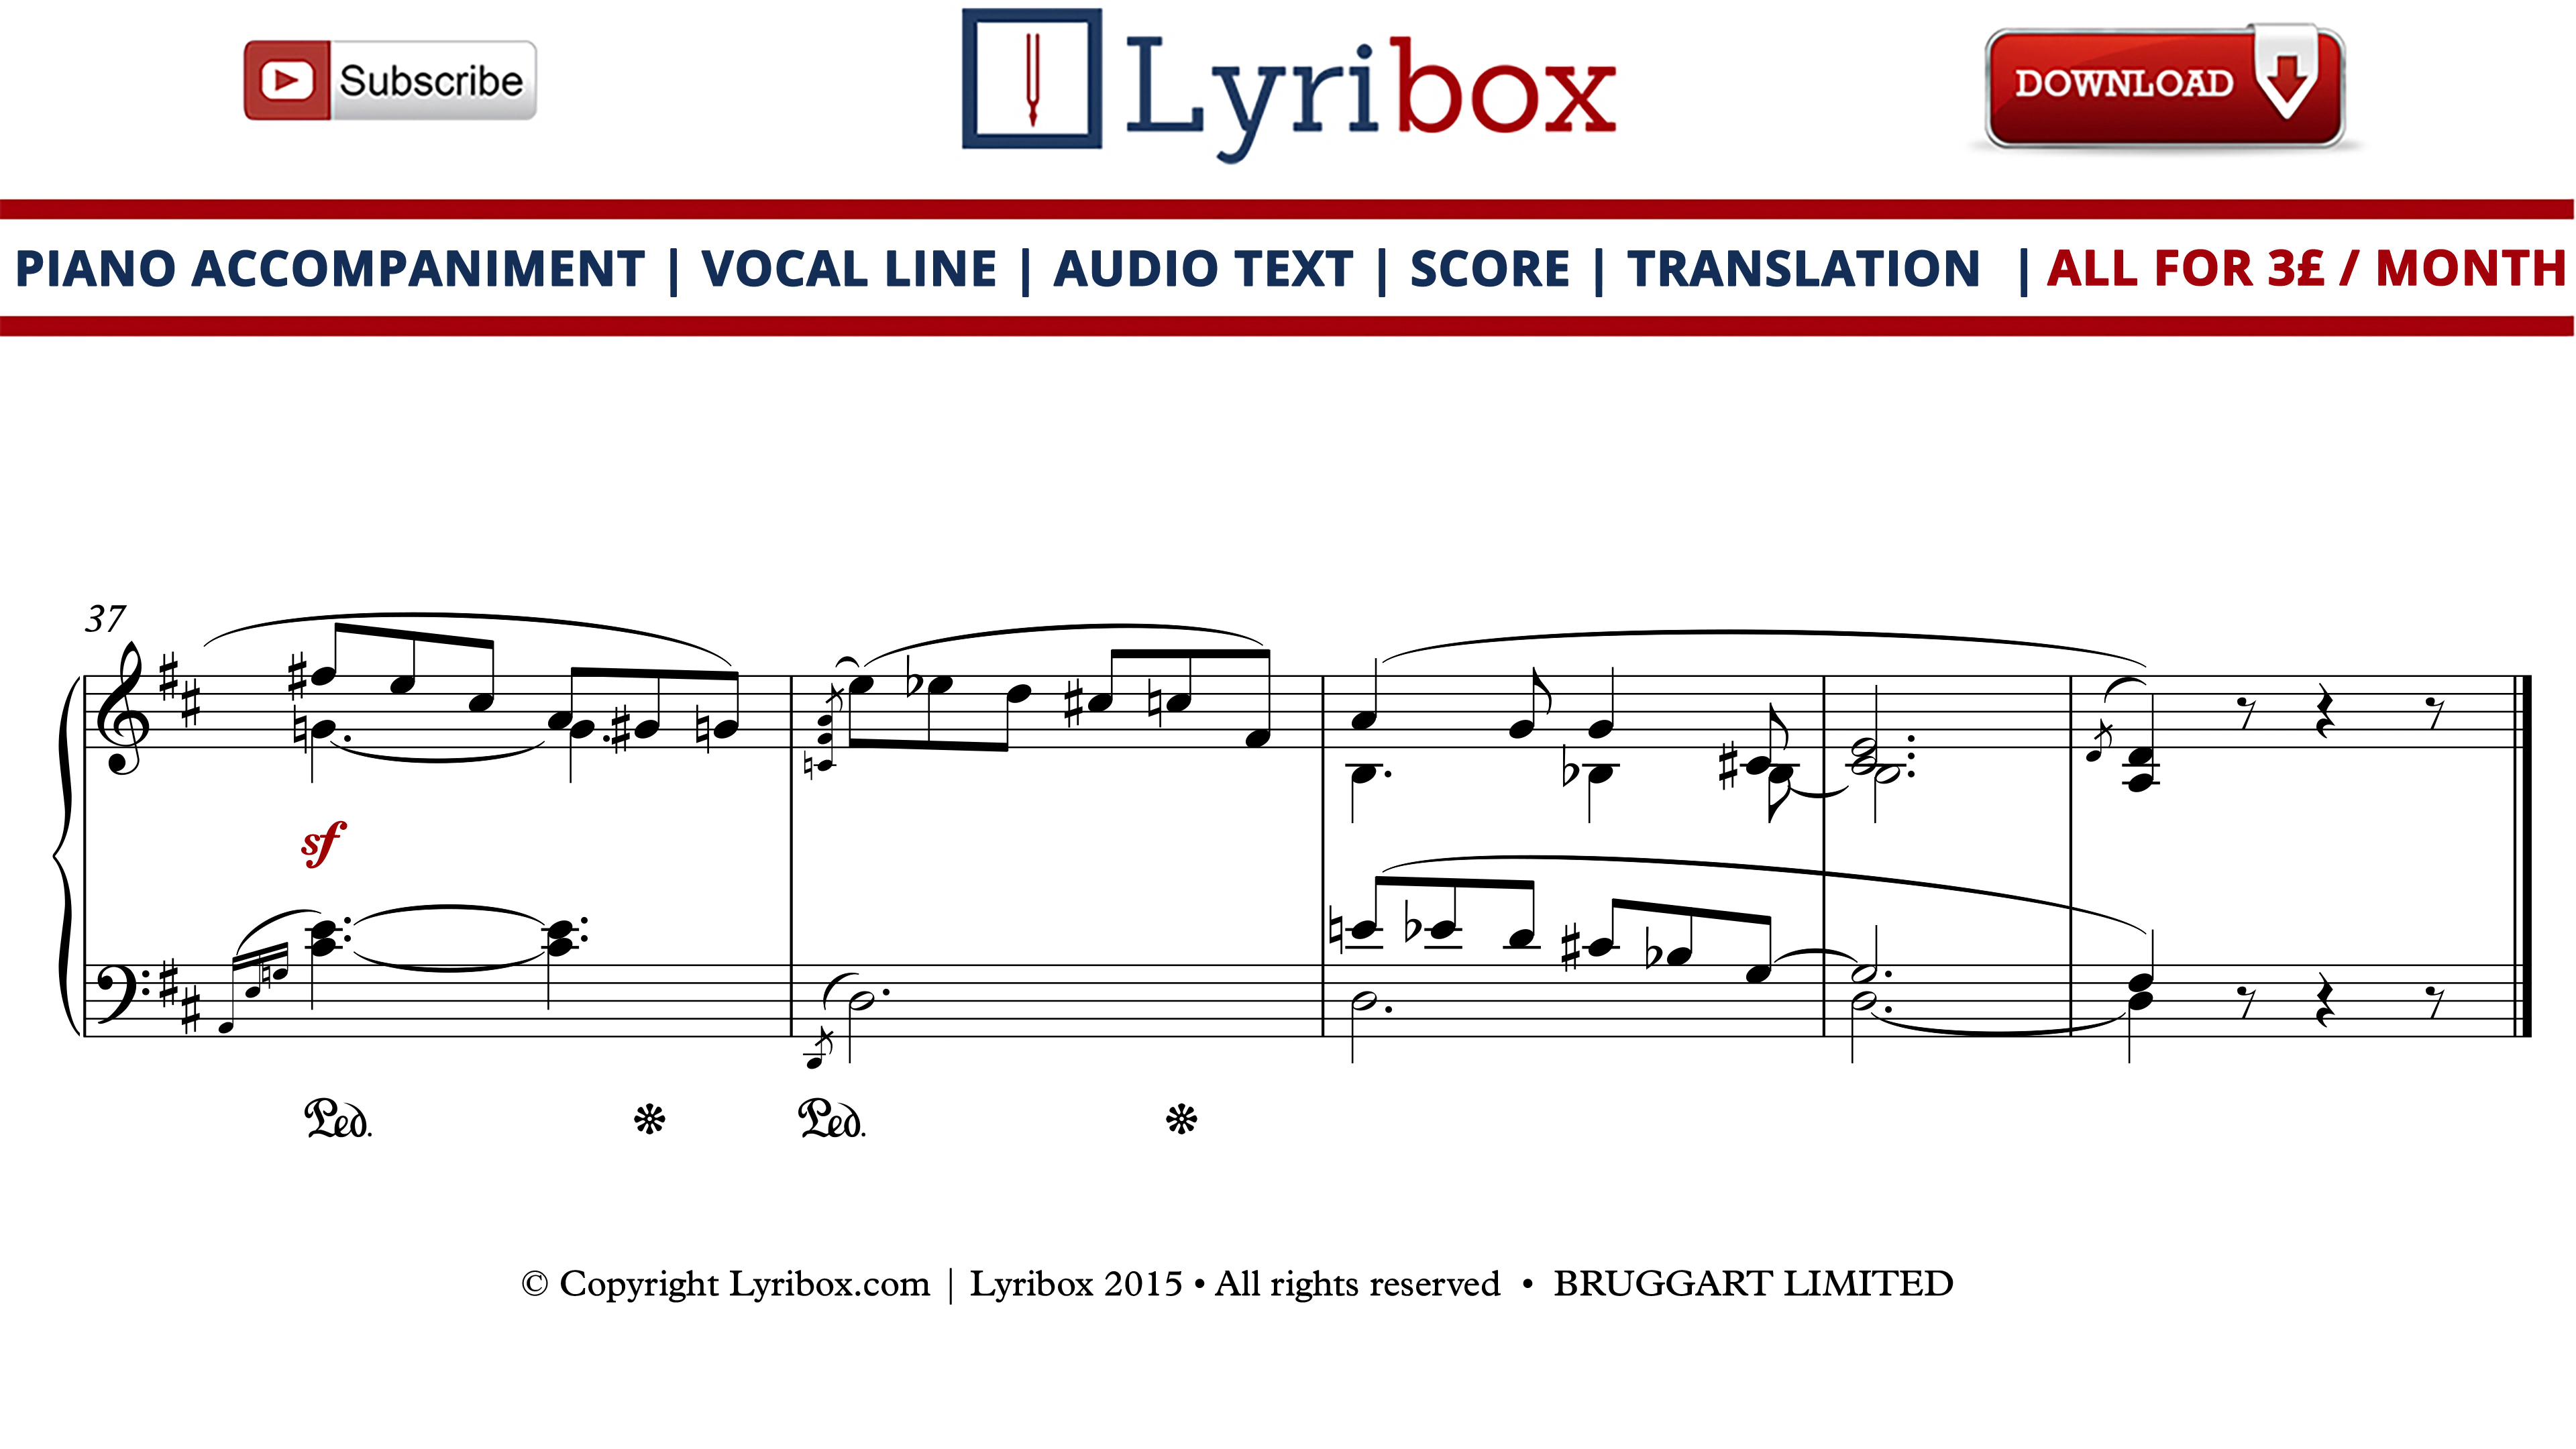 Subscribe
Lyribox
DOWNLOAD
PIANO ACCOMPANIMENT | VOCAL LINE | AUDIO TEXT | SCORE | TRANSLATION | ALL FOR 3£ / MONTH
37
sf
Ped. * Ped. *
© Copyright Lyribox.com | Lyribox 2015 • All rights reserved • BRUGGART LIMITED